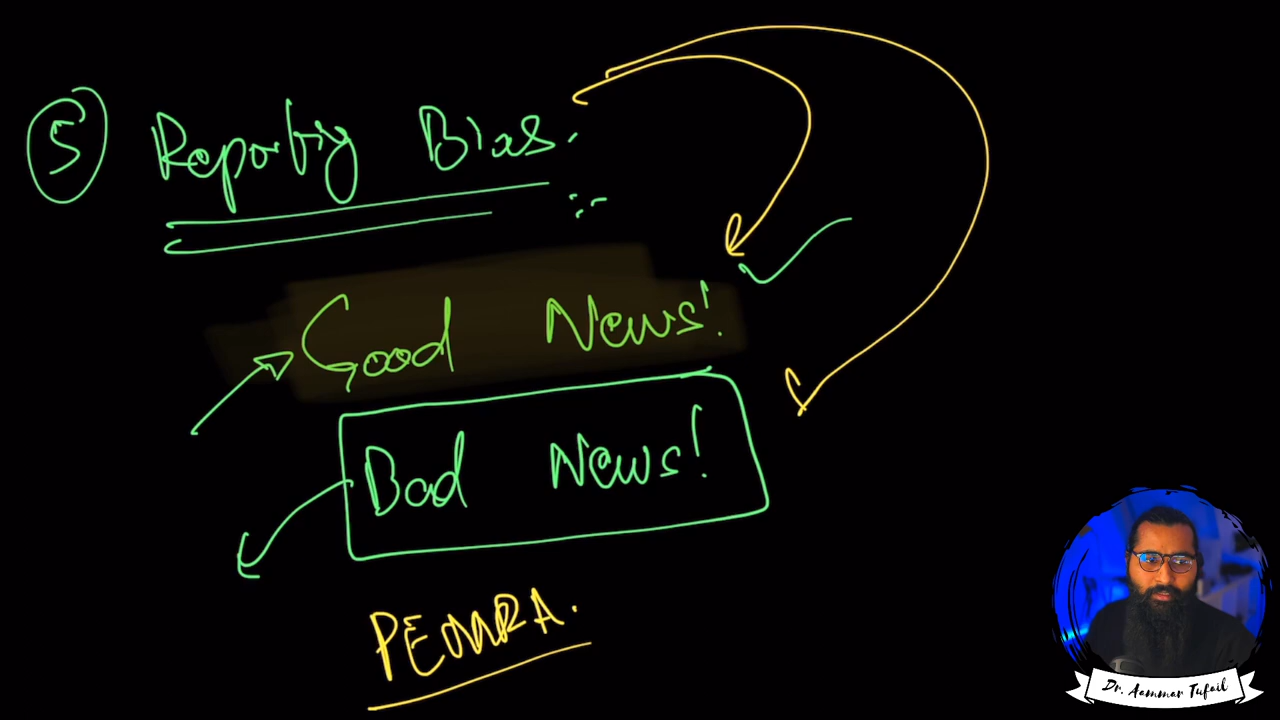 5 Reporting Bias.
Good News!
Bad News!
PEMRA.
Dr. Aammar Tufail